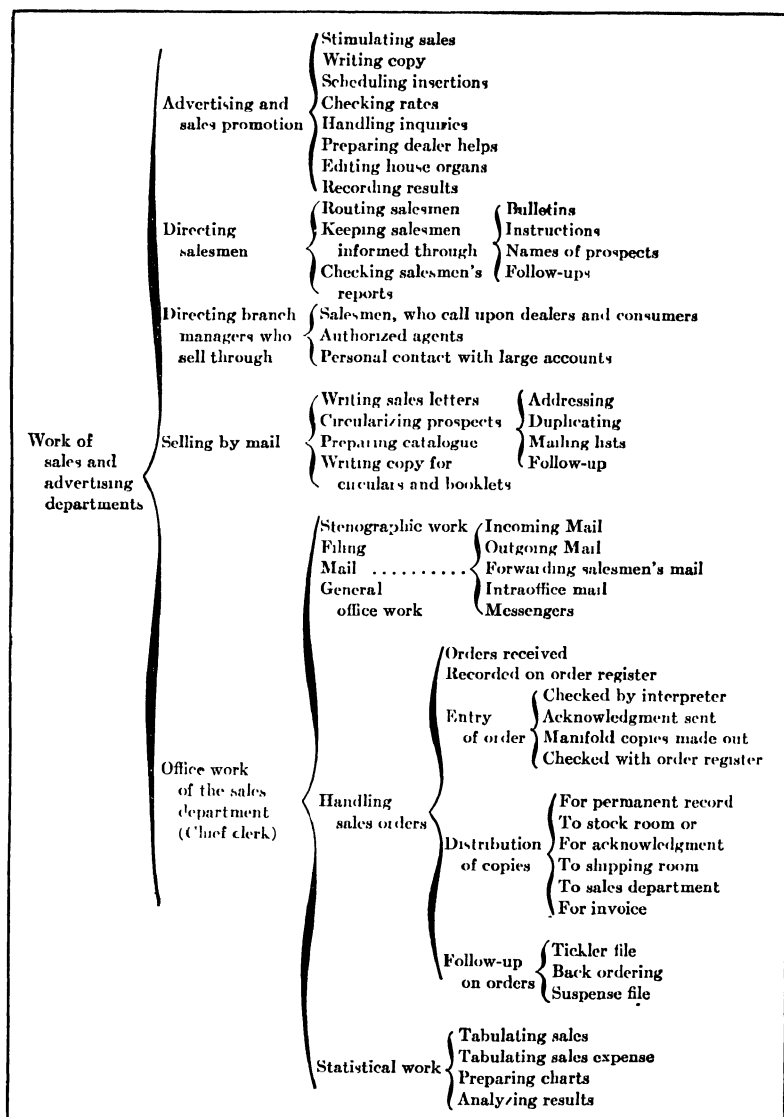 Work of
sales and
advertising
departments
Advertising and
sales promotion
Stimulating sales
Writing copy
Scheduling insertions
Checking rates
Handling inquiries
Preparing dealer helps
Editing house organs
Recording results
Directing
salesmen
Routing salesmen
Keeping salesmen
informed through
Checking salesmen's
reports
Bulletins
Instructions
Names of prospects
Follow-ups
Directing branch
managers who
sell through
Salesmen, who call upon dealers and consumers
Authorized agents
Personal contact with large accounts
Selling by mail
Writing sales letters
Circularizing prospects
Preparing catalogue
Writing copy for
circulars and booklets
Addressing
Duplicating
Mailing lists
Follow-up
Office work
of the sales
department
(Chief clerk)
Stenographic work
Filing
Mail ..........
General
office work
Incoming Mail
Outgoing Mail
Forwarding salesmen's mail
Intraoffice mail
Messengers
Handling
sales orders
Orders received
Recorded on order register
Entry
of order
Checked by interpreter
Acknowledgment sent
Manifold copies made out
Checked with order register
Distribution
of copies
For permanent record
To stock room or
For acknowledgment
To shipping room
To sales department
For invoice
Follow-up
on orders
Tickler file
Back ordering
Suspense file
Statistical work
Tabulating sales
Tabulating sales expense
Preparing charts
Analyzing results